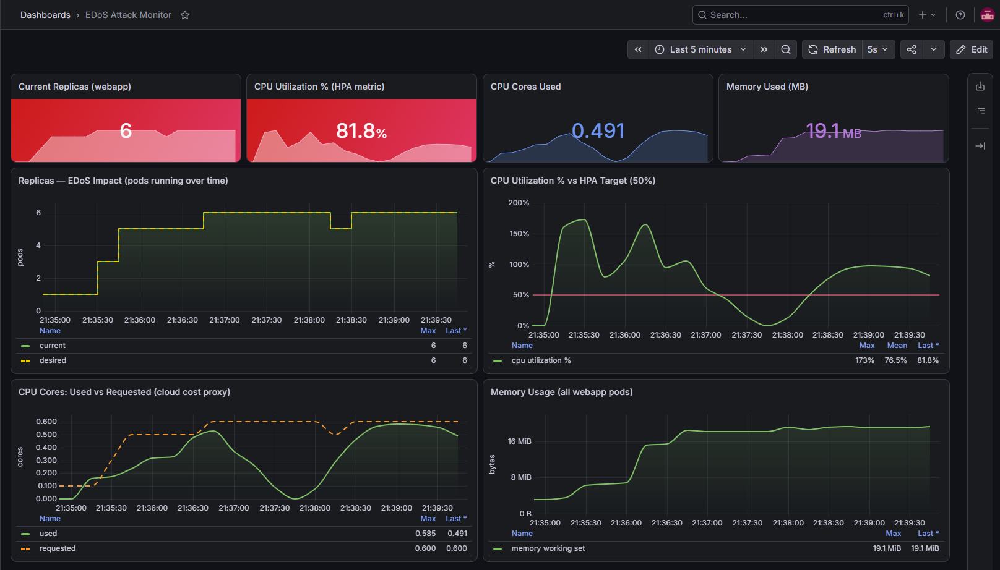 Dashboards › EDoS Attack Monitor
Search... ctrl+k
Last 5 minutes Refresh 5s Edit
Current Replicas (webapp)
6
CPU Utilization % (HPA metric)
81.8%
CPU Cores Used
0.491
Memory Used (MB)
19.1 MB
Replicas — EDoS Impact (pods running over time)
pods
6
4
2
0
21:35:00 21:35:30 21:36:00 21:36:30 21:37:00 21:37:30 21:38:00 21:38:30 21:39:00 21:39:30
Name Max Last *
current 6 6
desired 6 6
CPU Utilization % vs HPA Target (50%)
%
200%
150%
100%
50%
0%
21:35:00 21:35:30 21:36:00 21:36:30 21:37:00 21:37:30 21:38:00 21:38:30 21:39:00 21:39:30
Name Max Mean Last *
cpu utilization % 173% 76.5% 81.8%
CPU Cores: Used vs Requested (cloud cost proxy)
cores
0.600
0.500
0.400
0.300
0.200
0.100
0.000
21:35:00 21:35:30 21:36:00 21:36:30 21:37:00 21:37:30 21:38:00 21:38:30 21:39:00 21:39:30
Name Max Last *
used 0.585 0.491
requested 0.600 0.600
Memory Usage (all webapp pods)
bytes
16 MiB
8 MiB
0 B
21:35:00 21:35:30 21:36:00 21:36:30 21:37:00 21:37:30 21:38:00 21:38:30 21:39:00 21:39:30
Name Max Last *
memory working set 19.1 MiB 19.1 MiB